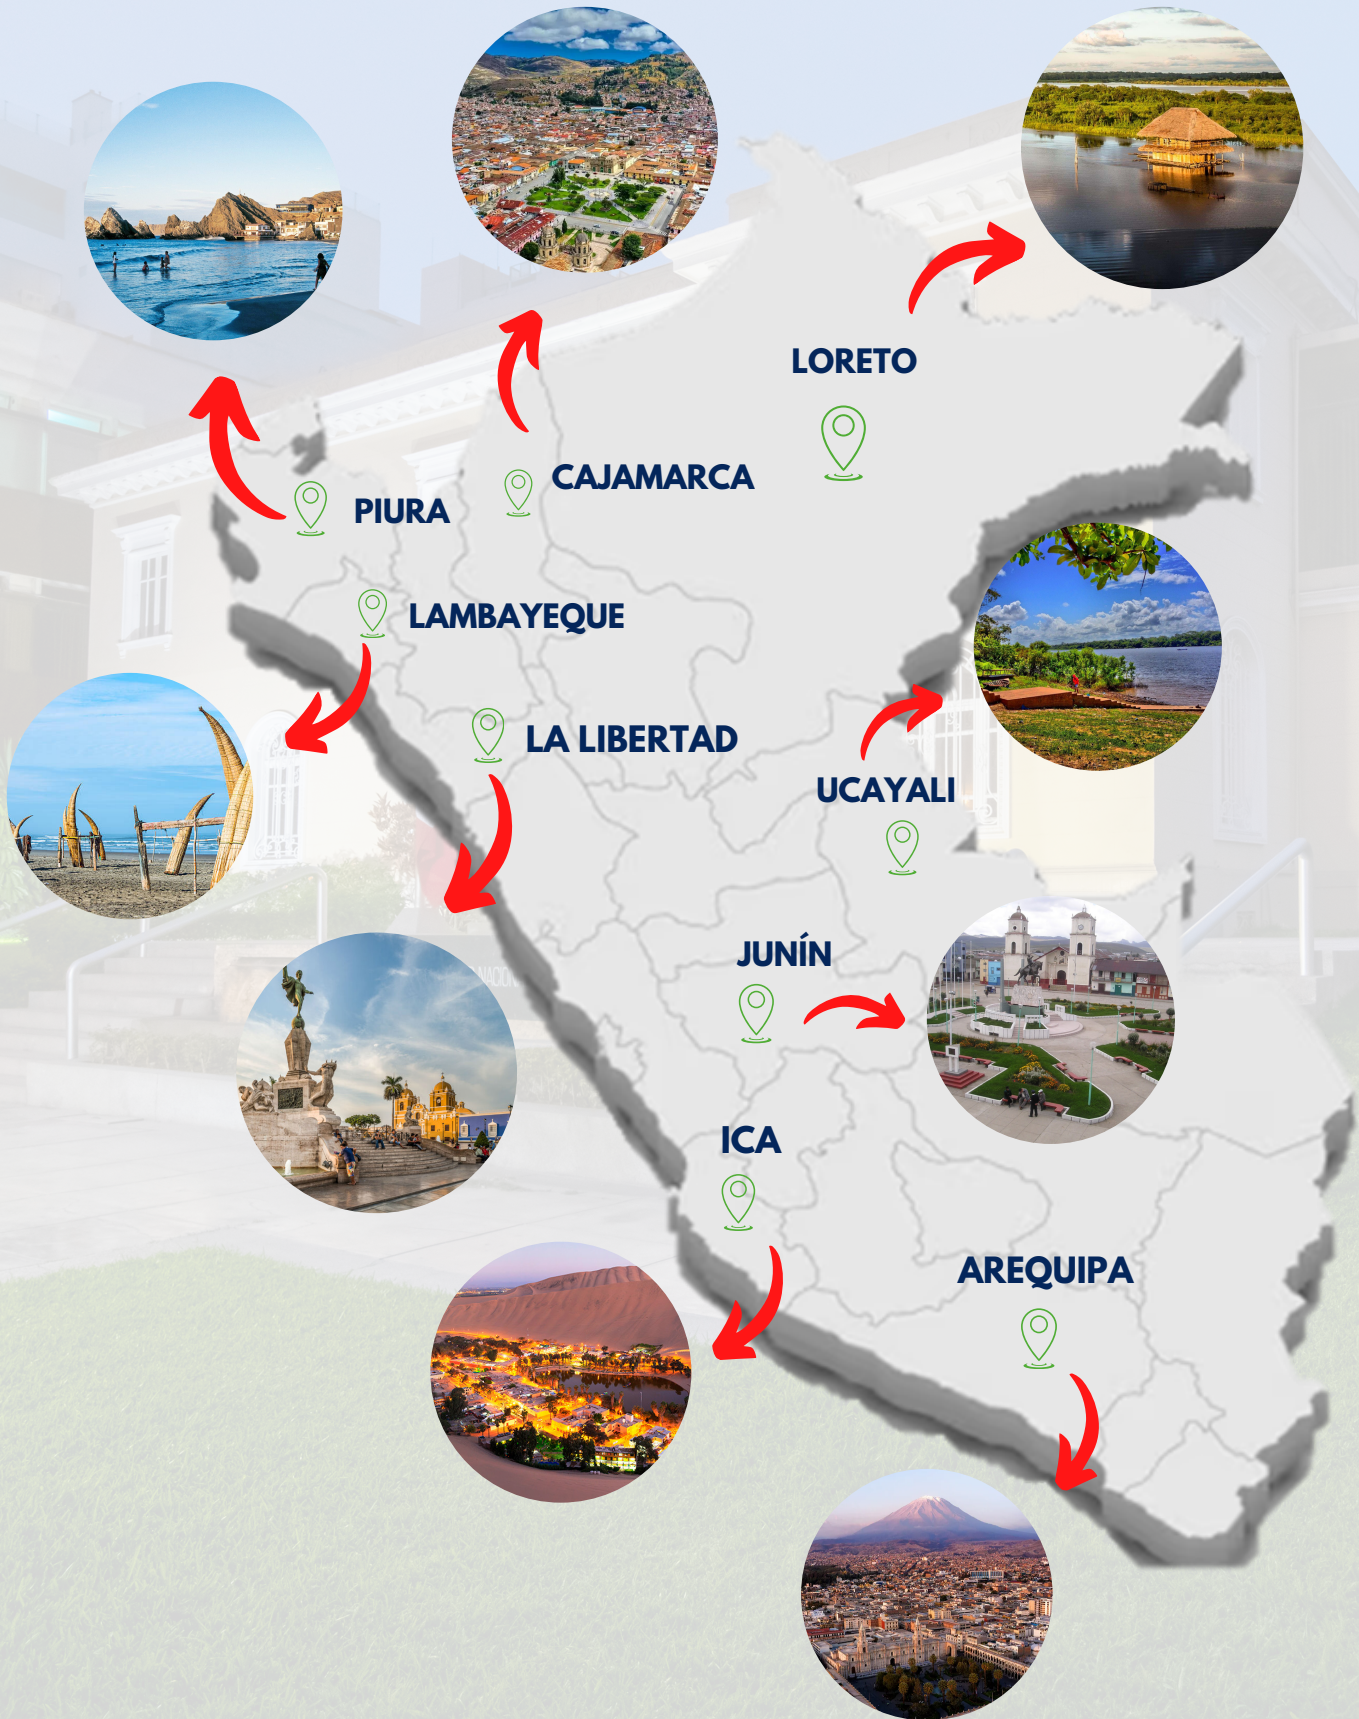 LORETO
CAJAMARCA
PIURA
LAMBAYEQUE
LA LIBERTAD
UCAYALI
JUNÍN
ICA
AREQUIPA